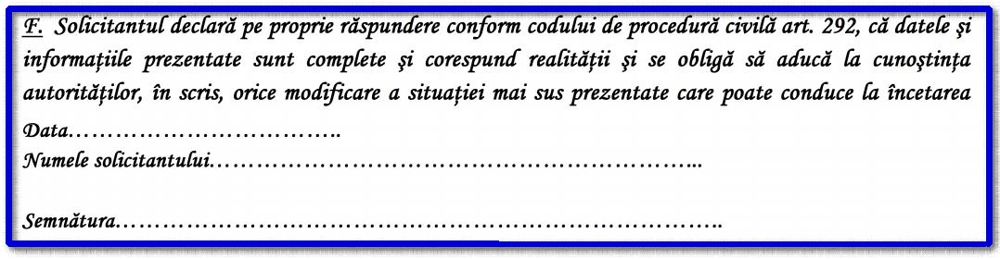 F. Solicitantul declară pe proprie răspundere conform codului de procedură civilă art. 292, că datele şi
informaţiile prezentate sunt complete şi corespund realităţii şi se obligă să aducă la cunoştinţa
autorităţilor, în scris, orice modificare a situaţiei mai sus prezentate care poate conduce la încetarea
Data……………………………..
Numele solicitantului……………………………………………………...
Semnătura…………………………………………………………………..